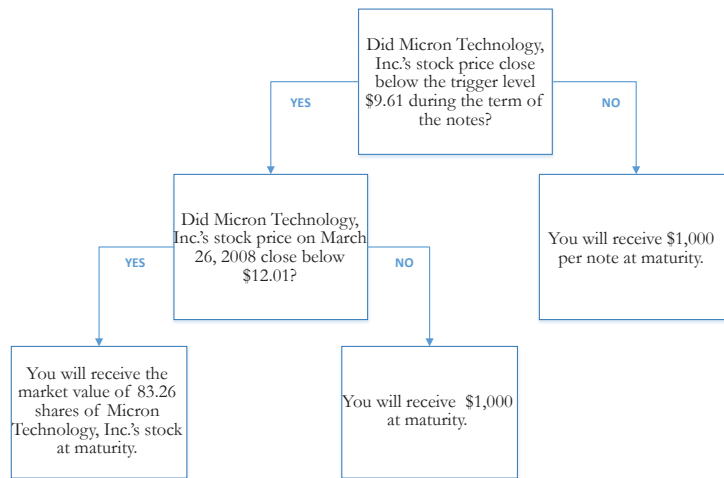 Did Micron Technology,
Inc.'s stock price close
below the trigger level
$9.61 during the term of
the notes?
YES
NO
Did Micron Technology,
Inc.'s stock price on March
26, 2008 close below
$12.01?
You will receive $1,000
per note at maturity.
YES
NO
You will receive the
market value of 83.26
shares of Micron
Technology, Inc.'s stock
at maturity.
You will receive $1,000
at maturity.